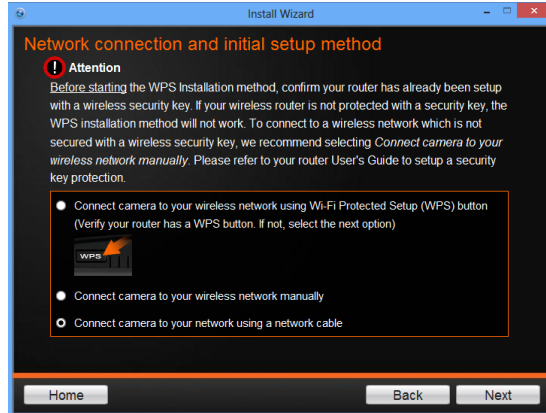 Install Wizard
Network connection and initial setup method
! Attention
Before starting the WPS Installation method, confirm your router has already been setup
with a wireless security key. If your wireless router is not protected with a security key, the
WPS installation method will not work. To connect to a wireless network which is not
secured with a wireless security key, we recommend selecting Connect camera to your
wireless network manually. Please refer to your router User's Guide to setup a security
key protection.
Connect camera to your wireless network using Wi-Fi Protected Setup (WPS) button
(Verify your router has a WPS button. If not, select the next option)
WPS
Connect camera to your wireless network manually
Connect camera to your network using a network cable
Home
Back
Next